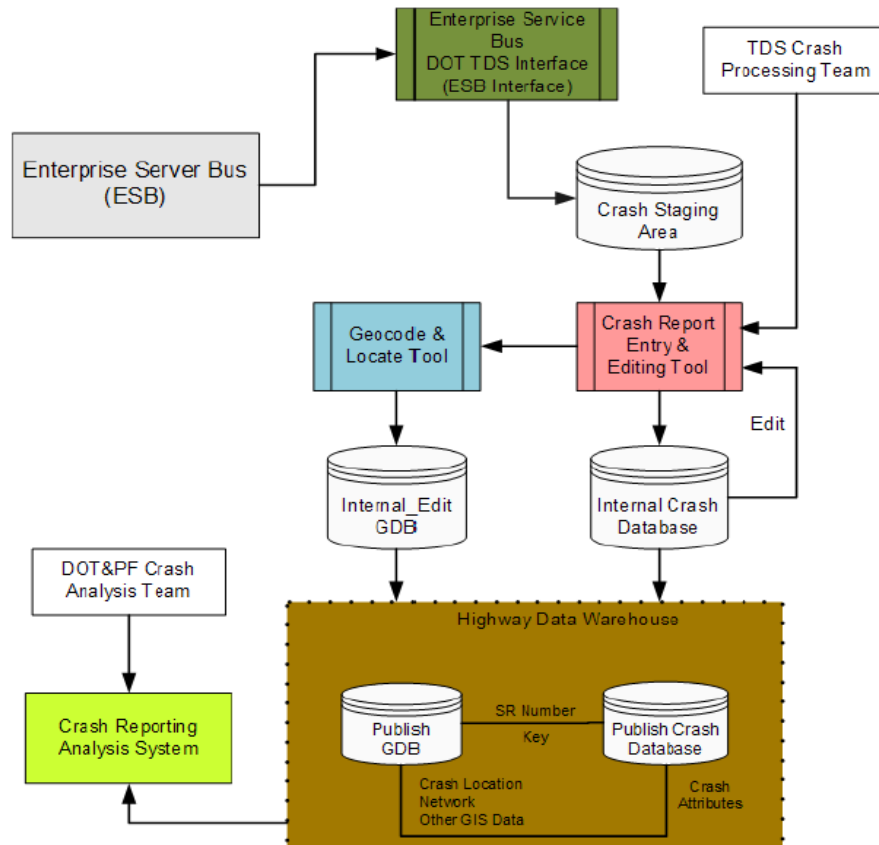 Enterprise Service
Bus
DOT TDS Interface
(ESB Interface)
TDS Crash
Processing Team
Enterprise Server Bus
(ESB)
Crash Staging
Area
Geocode &
Locate Tool
Crash Report
Entry &
Editing Tool
Edit
Internal_Edit
GDB
Internal Crash
Database
DOT&PF Crash
Analysis Team
Highway Data Warehouse
Crash Reporting
Analysis System
Publish
GDB
SR Number
Key
Publish Crash
Database
Crash Location
Network
Other GIS Data
Crash
Attributes